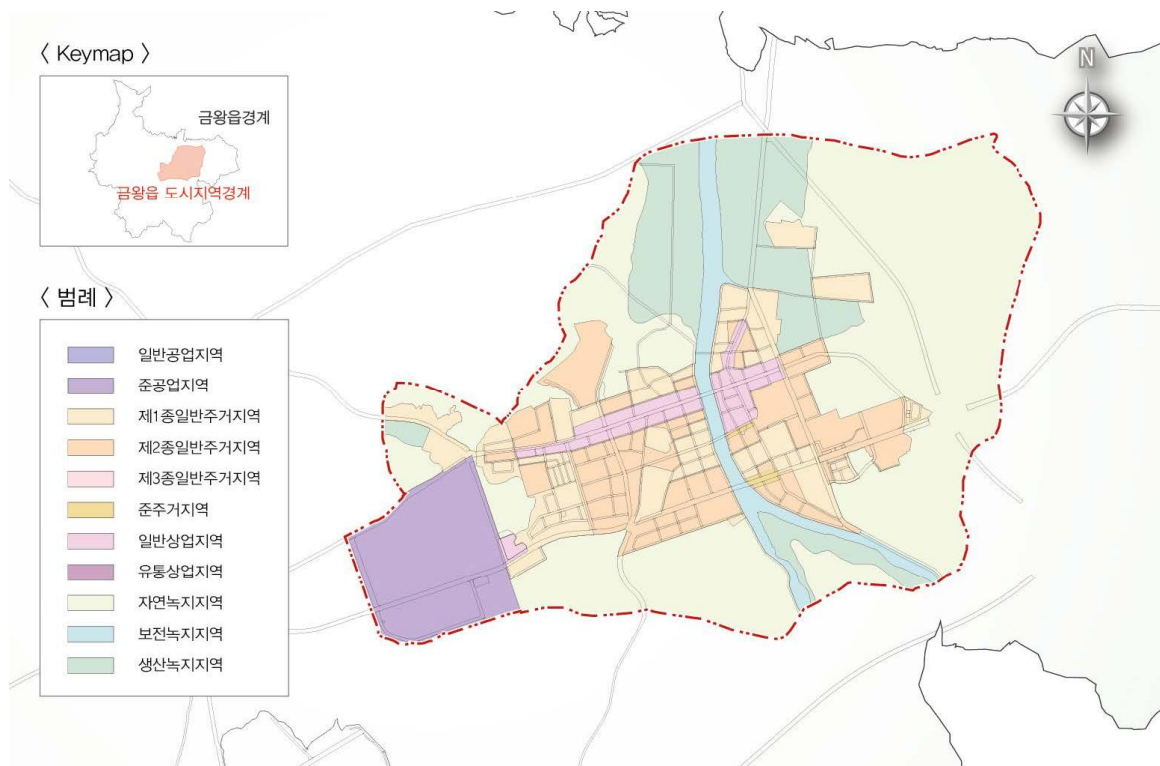 〈 Keymap 〉
금왕읍경계
금왕읍 도시지역경계
N
〈 범례 〉
일반공업지역
준공업지역
제1종일반주거지역
제2종일반주거지역
제3종일반주거지역
준주거지역
일반상업지역
유통상업지역
자연녹지지역
보전녹지지역
생산녹지지역